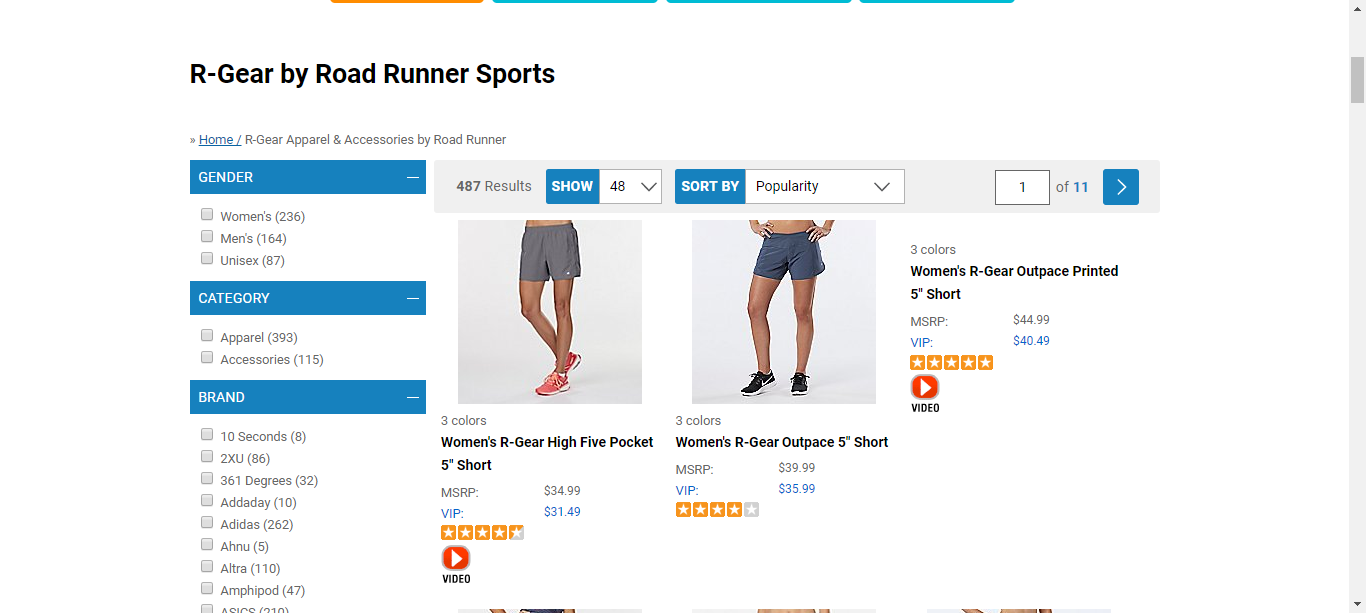 R-Gear by Road Runner Sports
» Home / R-Gear Apparel & Accessories by Road Runner
GENDER
Women's (236)
Men's (164)
Unisex (87)
CATEGORY
Apparel (393)
Accessories (115)
BRAND
10 Seconds (8)
2XU (86)
361 Degrees (32)
Addaday (10)
Adidas (262)
Ahnu (5)
Altra (110)
Amphipod (47)
ASICS (210)
487 Results SHOW 48 SORT BY Popularity 1 of 11
3 colors
Women's R-Gear High Five Pocket
5" Short
MSRP: $34.99
VIP: $31.49
VIDEO
3 colors
Women's R-Gear Outpace 5" Short
MSRP: $39.99
VIP: $35.99
3 colors
Women's R-Gear Outpace Printed
5" Short
MSRP: $44.99
VIP: $40.49
VIDEO